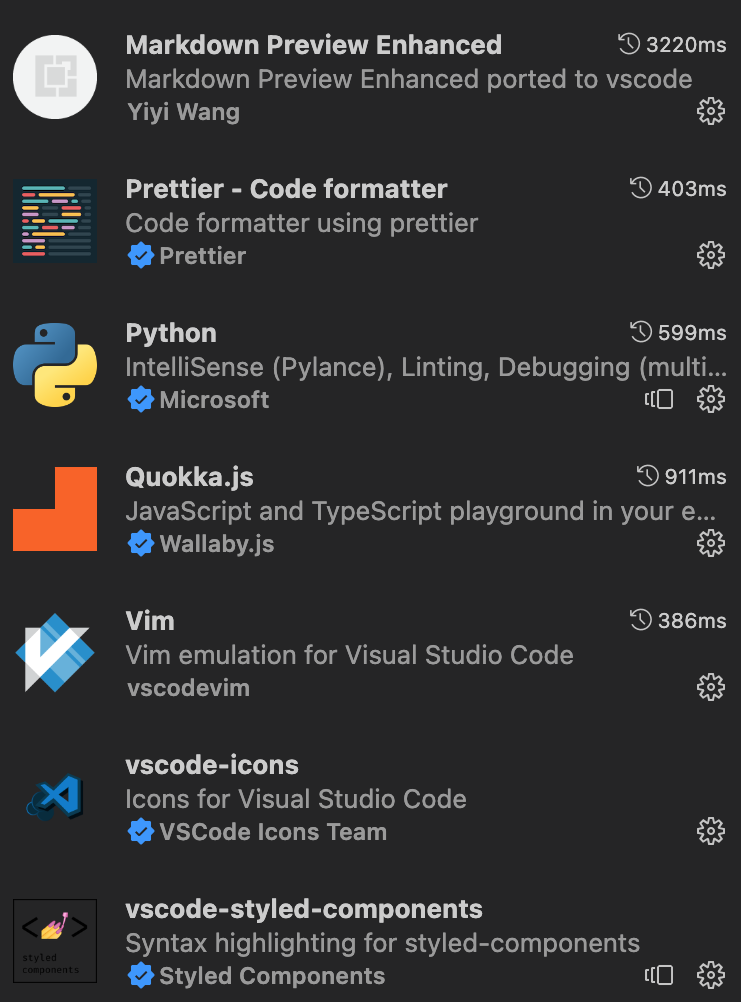 Markdown Preview Enhanced 3220ms
Markdown Preview Enhanced ported to vscode
Yiyi Wang
Prettier - Code formatter 403ms
Code formatter using prettier
Prettier
Python 599ms
IntelliSense (Pylance), Linting, Debugging (multi...
Microsoft
Quokka.js 911ms
JavaScript and TypeScript playground in your e...
Wallaby.js
Vim 386ms
Vim emulation for Visual Studio Code
vscodevim
vscode-icons
Icons for Visual Studio Code
VSCode Icons Team
vscode-styled-components
Syntax highlighting for styled-components
styled
components
Styled Components